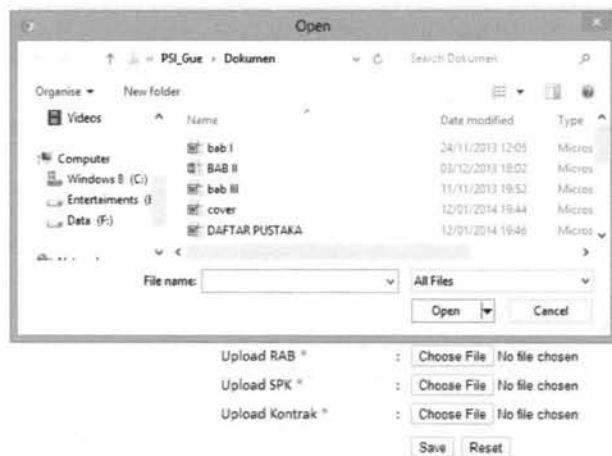 Open
PSI_Gue › Dokumen
Search Dokumen
Organise
New folder
Videos
Computer
Windows 8 (C:)
Entertaiments (
Data (F:)
Name
Date modified
Type
bab I
24/11/2013 12:05
Micros
BAB II
03/12/2013 18:02
Micros
bab III
11/11/2013 19:52
Micros
cover
12/01/2014 19:44
Micros
DAFTAR PUSTAKA
12/01/2014 19:46
Micros
File name:
All Files
Open
Cancel
Upload RAB * : Choose File No file chosen
Upload SPK * : Choose File No file chosen
Upload Kontrak * : Choose File No file chosen
Save Reset